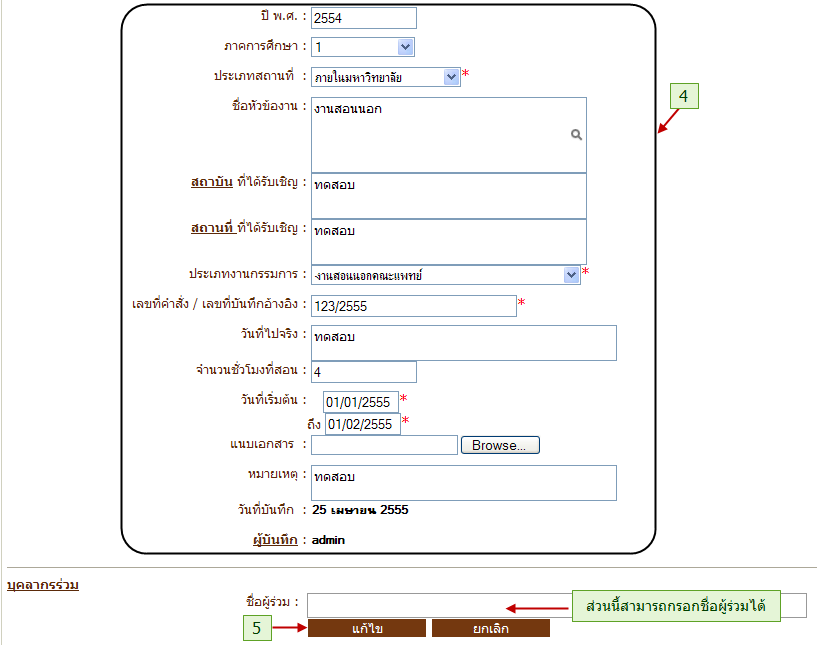 ปี พ.ศ. : 2554
ภาคการศึกษา : 1
ประเภทสถานที่ : ภายในมหาวิทยาลัย *
ชื่อหัวข้องาน : งานสอนนอก
4
สถาบัน ที่ได้รับเชิญ : ทดสอบ
สถานที่ ที่ได้รับเชิญ : ทดสอบ
ประเภทงานกรรมการ : งานสอนนอกคณะแพทย์ *
เลขที่คำสั่ง / เลขที่บันทึกอ้างอิง : 123/2555 *
วันที่ไปจริง : ทดสอบ
จำนวนชั่วโมงที่สอน : 4
วันที่เริ่มต้น : 01/01/2555 *
ถึง 01/02/2555 *
แนบเอกสาร : Browse...
หมายเหตุ : ทดสอบ
วันที่บันทึก : 25 เมษายน 2555
ผู้บันทึก : admin
บุคลากรร่วม
ชื่อผู้ร่วม : ส่วนนี้สามารถกรอกชื่อผู้ร่วมได้
5 แก้ไข ยกเลิก